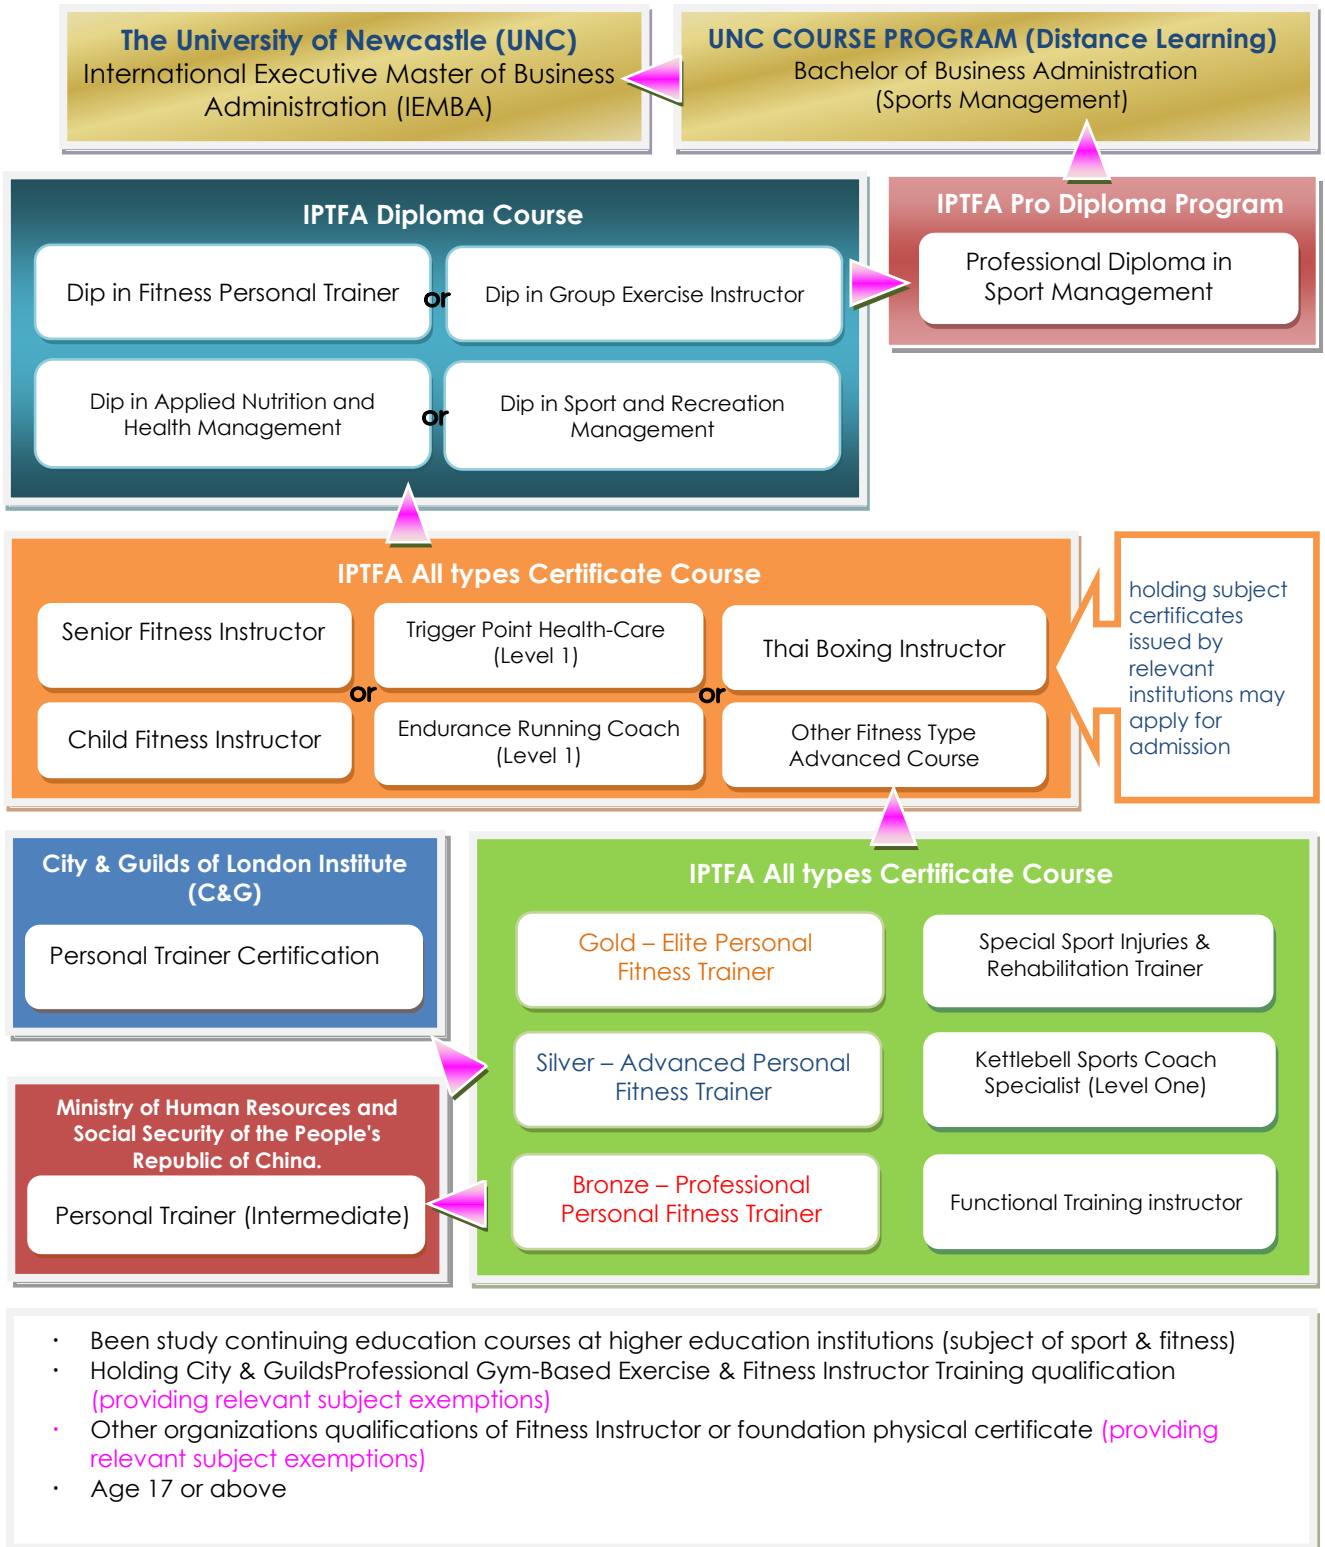 The University of Newcastle (UNC)
International Executive Master of Business
Administration (IEMBA)
UNC COURSE PROGRAM (Distance Learning)
Bachelor of Business Administration
(Sports Management)
IPTFA Diploma Course
Dip in Fitness Personal Trainer
or
Dip in Group Exercise Instructor
Dip in Applied Nutrition and
Health Management
or
Dip in Sport and Recreation
Management
IPTFA Pro Diploma Program
Professional Diploma in
Sport Management
IPTFA All types Certificate Course
Senior Fitness Instructor
Trigger Point Health-Care
(Level 1)
Thai Boxing Instructor
or
or
Child Fitness Instructor
Endurance Running Coach
(Level 1)
Other Fitness Type
Advanced Course
holding subject
certificates
issued by
relevant
institutions may
apply for
admission
City & Guilds of London Institute
(C&G)
Personal Trainer Certification
Ministry of Human Resources and
Social Security of the People's
Republic of China.
Personal Trainer (Intermediate)
IPTFA All types Certificate Course
Gold – Elite Personal
Fitness Trainer
Special Sport Injuries &
Rehabilitation Trainer
Silver – Advanced Personal
Fitness Trainer
Kettlebell Sports Coach
Specialist (Level One)
Bronze – Professional
Personal Fitness Trainer
Functional Training instructor
· Been study continuing education courses at higher education institutions (subject of sport & fitness)
· Holding City & GuildsProfessional Gym-Based Exercise & Fitness Instructor Training qualification
(providing relevant subject exemptions)
· Other organizations qualifications of Fitness Instructor or foundation physical certificate (providing
relevant subject exemptions)
· Age 17 or above